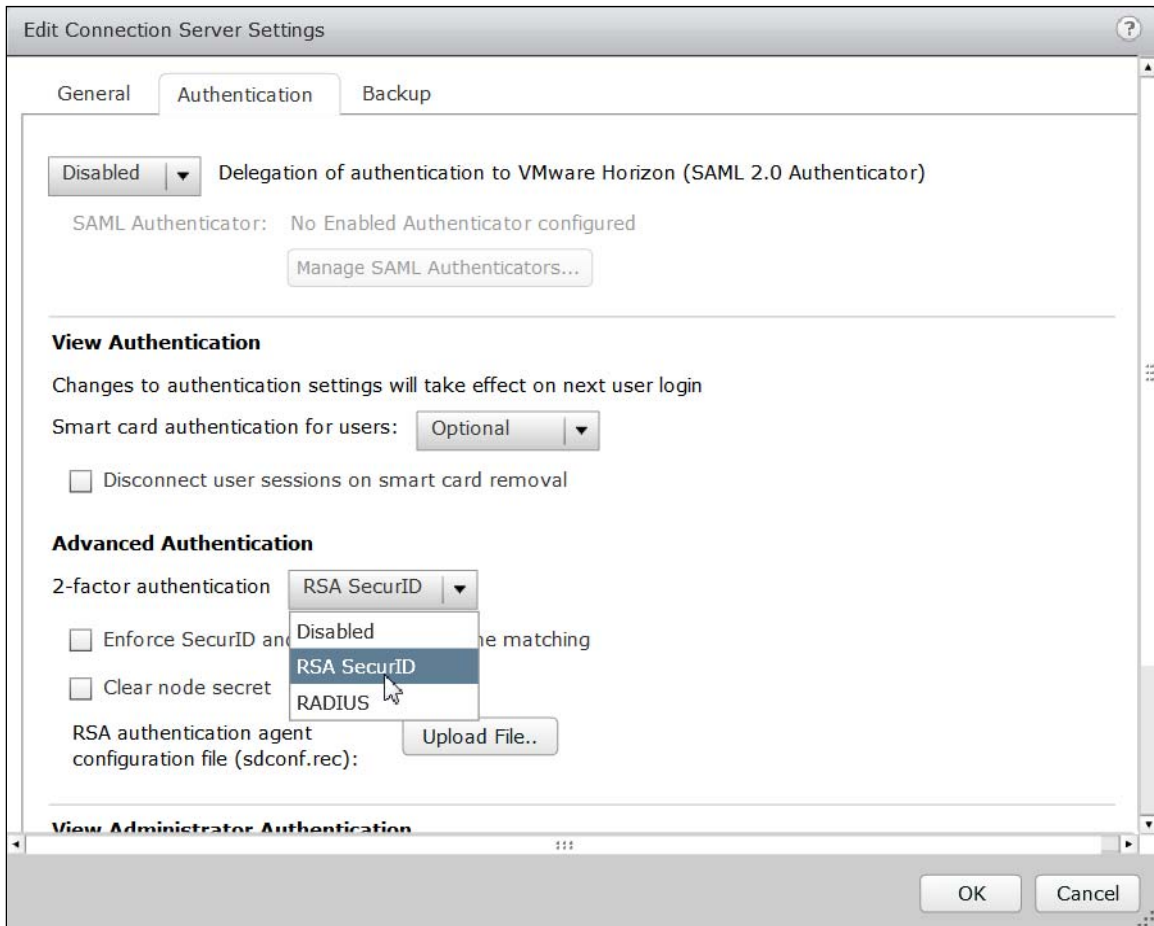 Edit Connection Server Settings ?
General Authentication Backup
Disabled Delegation of authentication to VMware Horizon (SAML 2.0 Authenticator)
SAML Authenticator: No Enabled Authenticator configured
Manage SAML Authenticators...
View Authentication
Changes to authentication settings will take effect on next user login
Smart card authentication for users: Optional
Disconnect user sessions on smart card removal
Advanced Authentication
2-factor authentication RSA SecurID
Disabled
Enforce SecurID matching
RSA SecurID
Clear node secret
RADIUS
RSA authentication agent
configuration file (sdconf.rec): Upload File..
View Administrator Authentication
OK Cancel